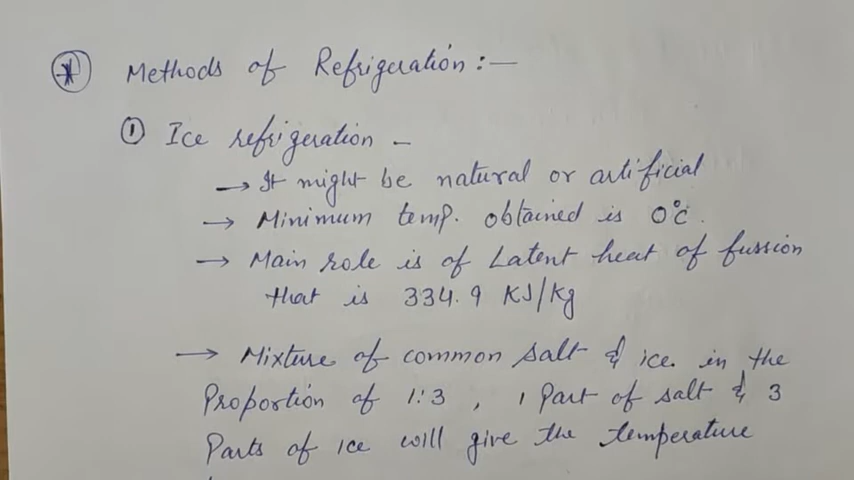 * Methods of Refrigeration :—
① Ice refrigeration –
→ It might be natural or artificial
→ Minimum temp. obtained is 0°c.
→ Main role is of Latent heat of fussion
that is 334.9 KJ/Kg
→ Mixture of common salt & ice. in the
Proportion of 1:3 , 1 Part of salt & 3
Parts of ice will give the temperature